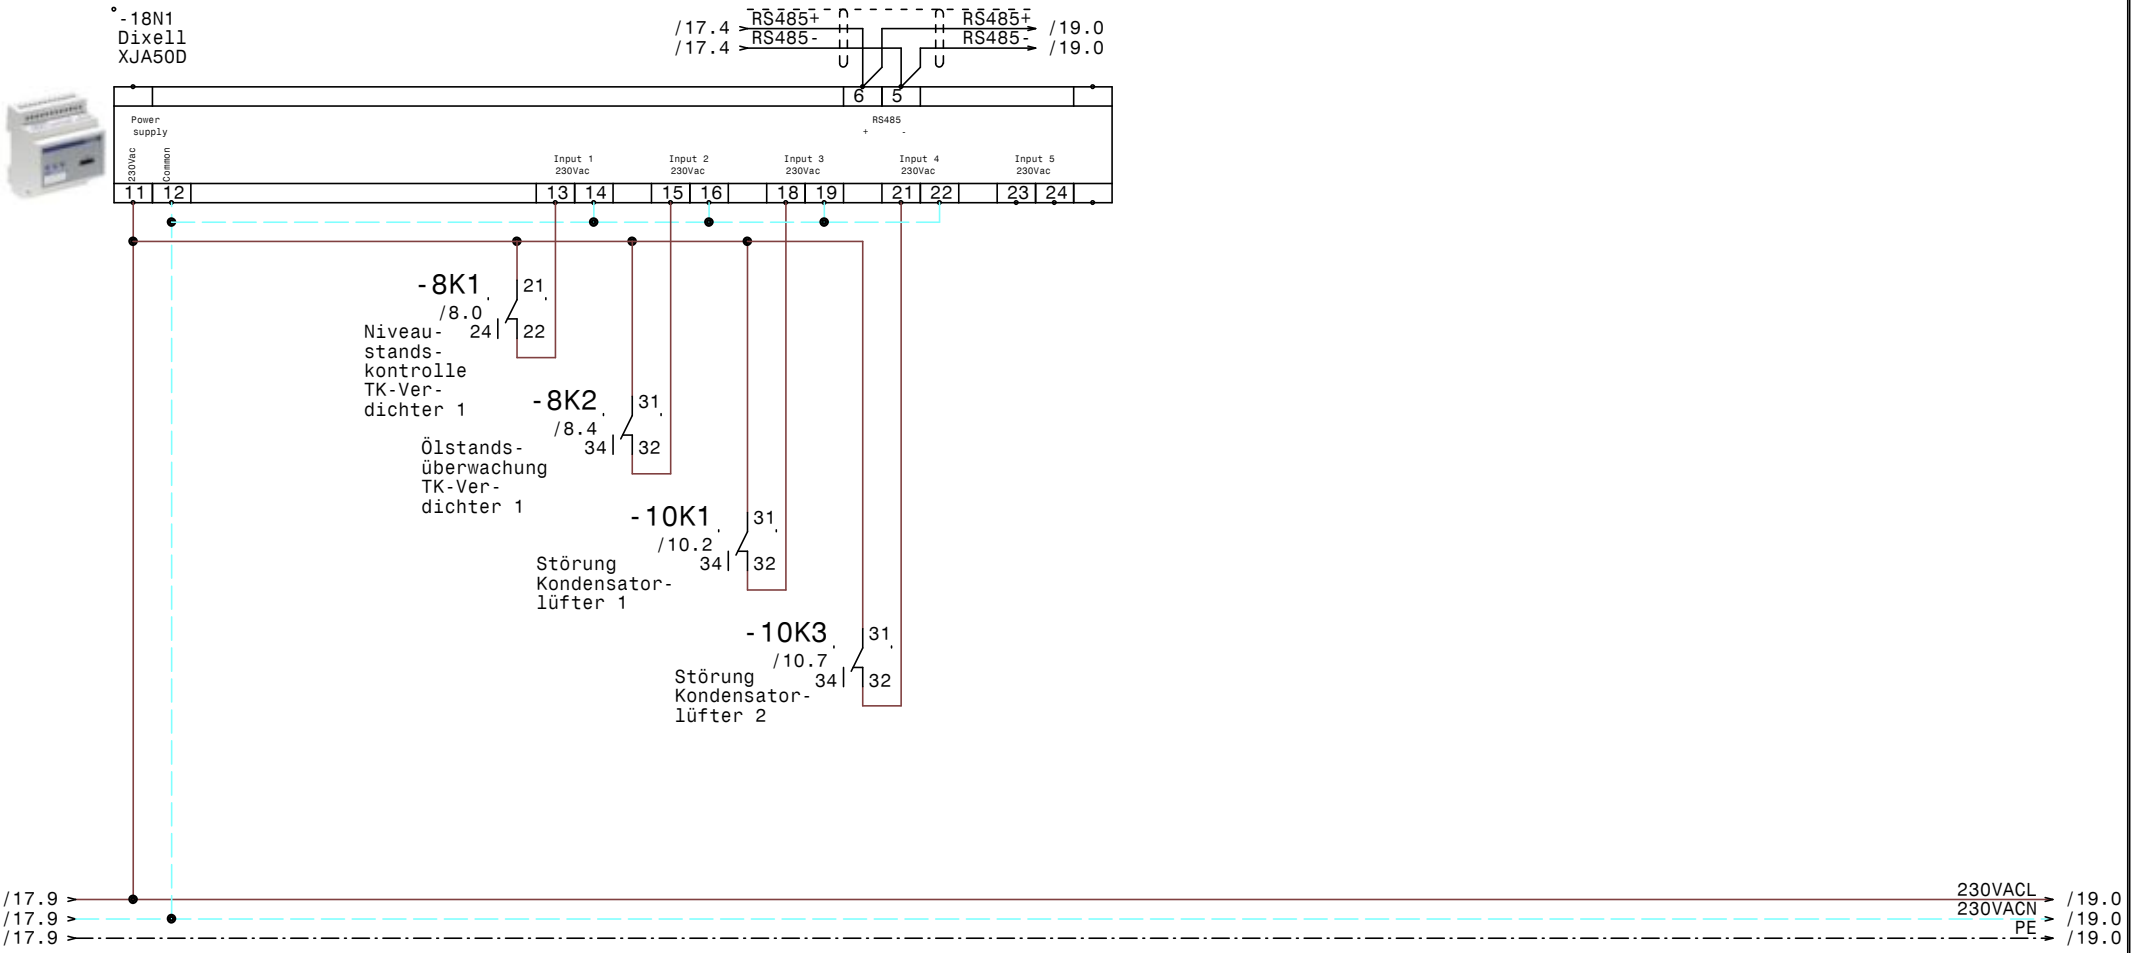 -18N1
Dixell
XJA50D
/17.4 RS485+ RS485+ /19.0
/17.4 RS485- RS485- /19.0
6 5
Power
supply
RS485
+ -
230Vac Common
Input 1 Input 2 Input 3 Input 4 Input 5
230Vac 230Vac 230Vac 230Vac 230Vac
11 12 13 14 15 16 18 19 21 22 23 24
-8K1 21
/8.0
24 22
Niveau-
stands-
kontrolle
TK-Ver-
dichter 1
-8K2 31
/8.4
34 32
Ölstands-
überwachung
TK-Ver-
dichter 1
-10K1 31
/10.2
34 32
Störung
Kondensator-
lüfter 1
-10K3 31
/10.7
34 32
Störung
Kondensator-
lüfter 2
/17.9 230VACL /19.0
/17.9 230VACN /19.0
/17.9 PE /19.0